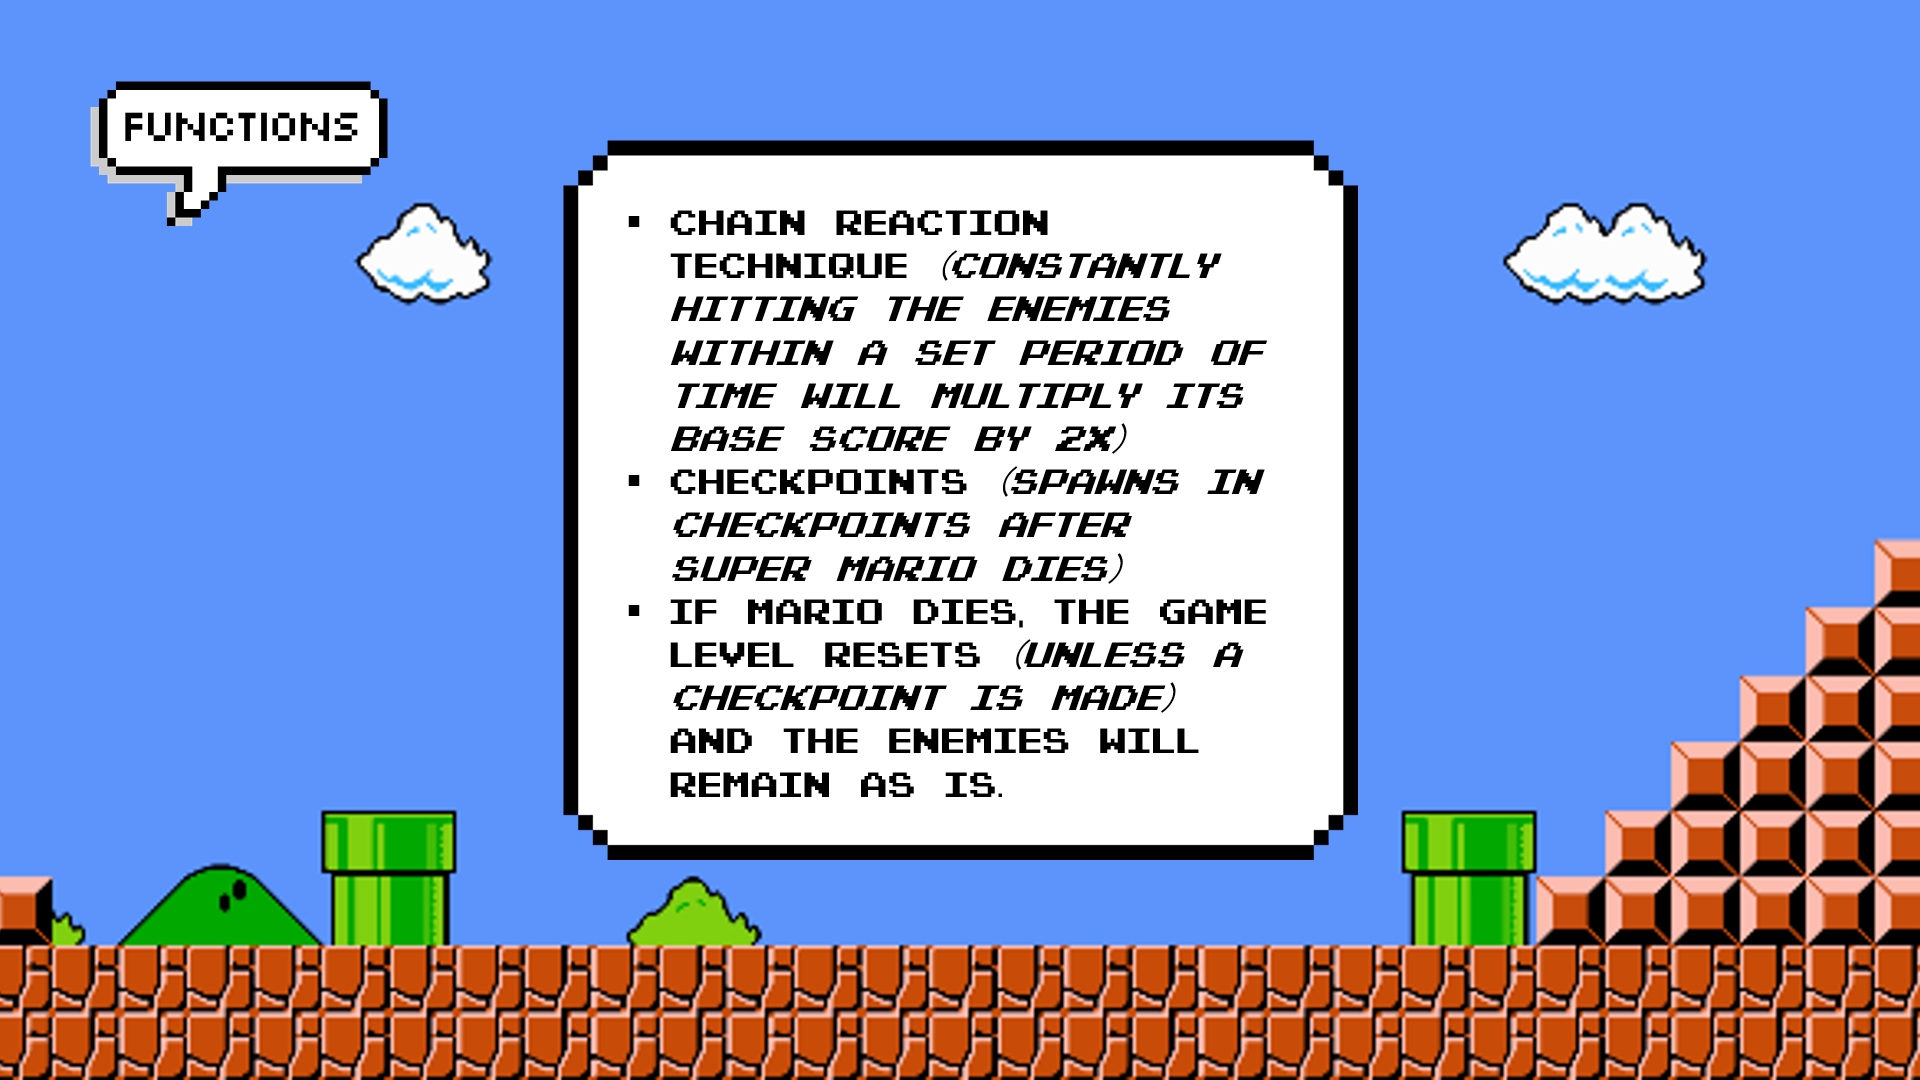 FUNCTIONS
▪ CHAIN REACTION
TECHNIQUE (CONSTANTLY
HITTING THE ENEMIES
WITHIN A SET PERIOD OF
TIME WILL MULTIPLY ITS
BASE SCORE BY 2X)
▪ CHECKPOINTS (SPAWNS IN
CHECKPOINTS AFTER
SUPER MARIO DIES)
▪ IF MARIO DIES, THE GAME
LEVEL RESETS (UNLESS A
CHECKPOINT IS MADE)
AND THE ENEMIES WILL
REMAIN AS IS.